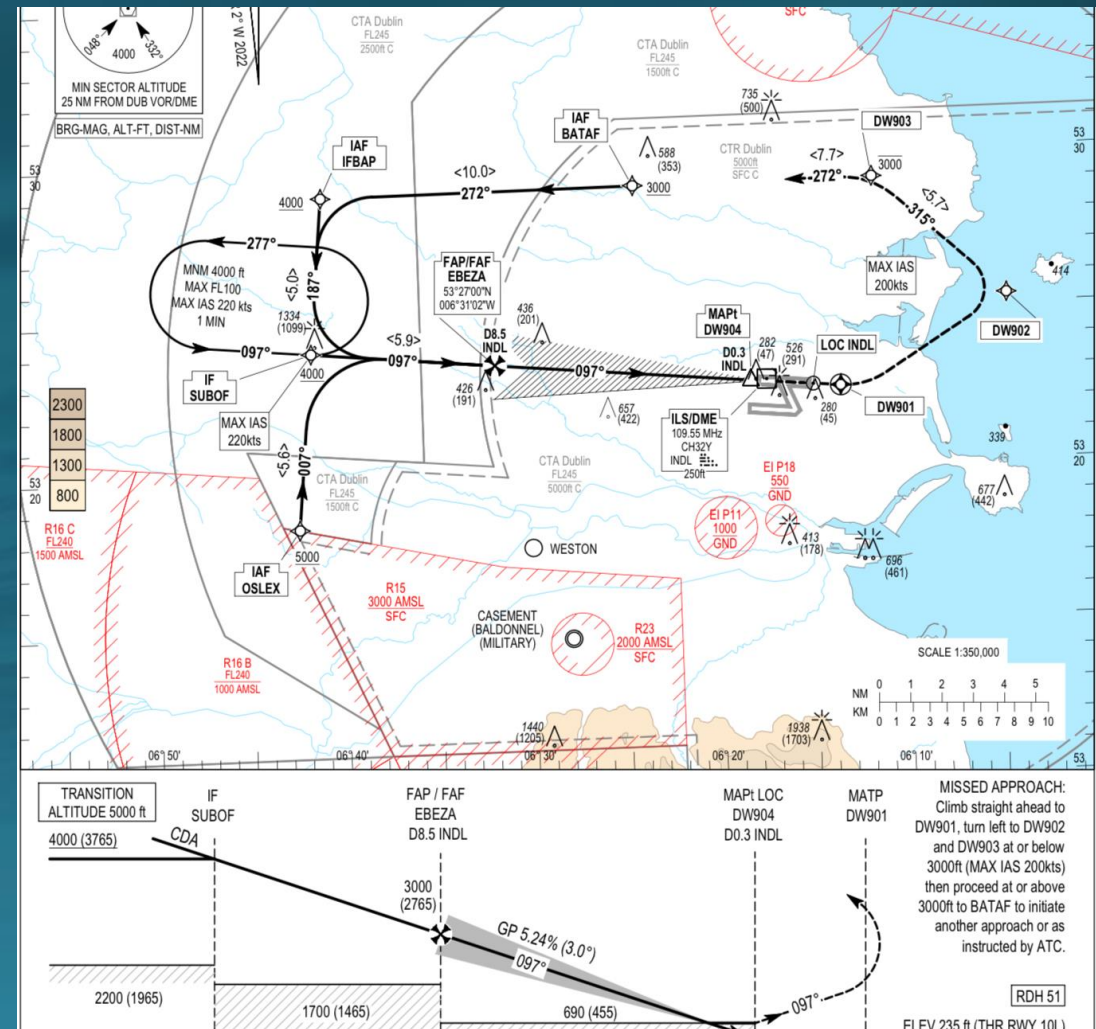 048°
332°
4000
MIN SECTOR ALTITUDE
25 NM FROM DUB VOR/DME
BRG-MAG, ALT-FT, DIST-NM
2° W 2022
CTA Dublin
FL245
2500ft C
CTA Dublin
FL245
1500ft C
SFC
735
(500)
IAF
BATAF
588
(353)
3000
CTR Dublin
5000ft
SFC C
DW903
3000
<7.7>
272°
<5.7>
315°
53
30
53
30
IAF
IFBAP
4000
<10.0>
272°
277°
MNM 4000 ft
MAX FL100
MAX IAS 220 kts
1 MIN
<5.0>
187°
1334
(1099)
097°
4000
IF
SUBOF
MAX IAS
220kts
<5.9>
097°
FAP/FAF
EBEZA
53°27'00"N
006°31'02"W
D8.5
INDL
436
(201)
426
(191)
097°
657
(422)
MAPt
DW904
D0.3
INDL
282
(47)
526
(291)
LOC INDL
280
(45)
DW901
MAX IAS
200kts
DW902
414
ILS/DME
109.55 MHz
CH32Y
INDL
250ft
339
677
(442)
53
20
53
20
2300
1800
1300
800
<5.6>
007°
5000
IAF
OSLEX
CTA Dublin
FL245
1500ft C
CTA Dublin
FL245
5000ft C
EI P18
550
GND
EI P11
1000
GND
413
(178)
696
(461)
R16 C
FL240
1500 AMSL
R16 B
FL240
1000 AMSL
R15
3000 AMSL
SFC
WESTON
CASEMENT
(BALDONNEL)
(MILITARY)
R23
2000 AMSL
SFC
1440
(1205)
1938
(1703)
SCALE 1:350,000
NM 0 1 2 3 4 5
KM 0 1 2 3 4 5 6 7 8 9 10
06°50'
06°40'
06°30'
06°20'
06°10'
53
TRANSITION
ALTITUDE 5000 ft
4000 (3765)
CDA
IF
SUBOF
FAP / FAF
EBEZA
D8.5 INDL
3000
(2765)
GP 5.24% (3.0°)
097°
MAPt LOC
DW904
D0.3 INDL
MATP
DW901
097°
2200 (1965)
1700 (1465)
690 (455)
MISSED APPROACH:
Climb straight ahead to
DW901, turn left to DW902
and DW903 at or below
3000ft (MAX IAS 200kts)
then proceed at or above
3000ft to BATAF to initiate
another approach or as
instructed by ATC.
RDH 51
ELEV 235 ft (THR RWY 10L)